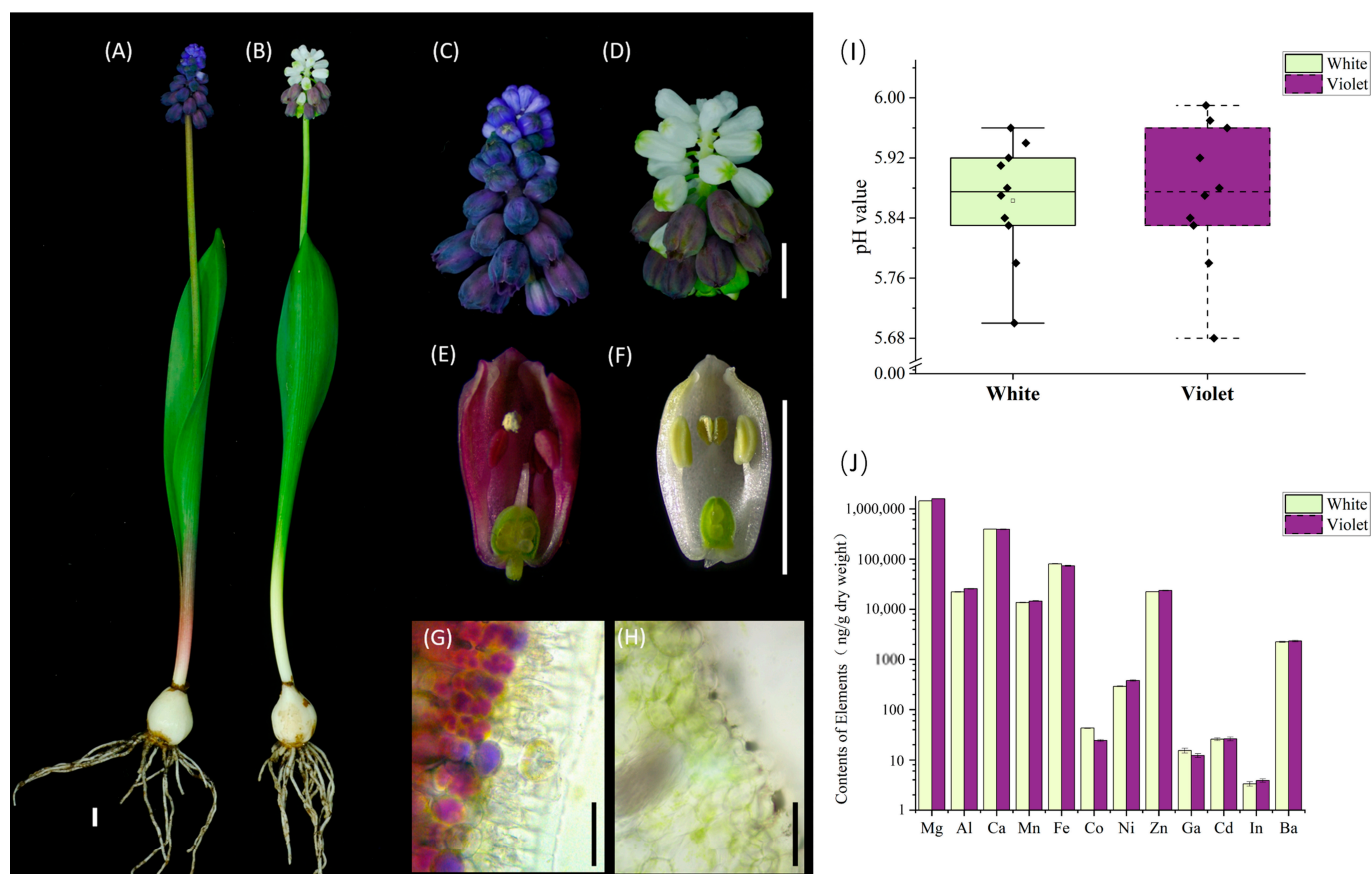 (A)
(B)
(C)
(D)
(E)
(F)
(G)
(H)
(I)
White
Violet
6.00
5.92
5.84
5.76
5.68
0.00
pH value
White
Violet
(J)
White
Violet
1,000,000
100,000
10,000
1000
100
10
1
Contents of Elements ( ng/g dry weight)
Mg Al Ca Mn Fe Co Ni Zn Ga Cd In Ba